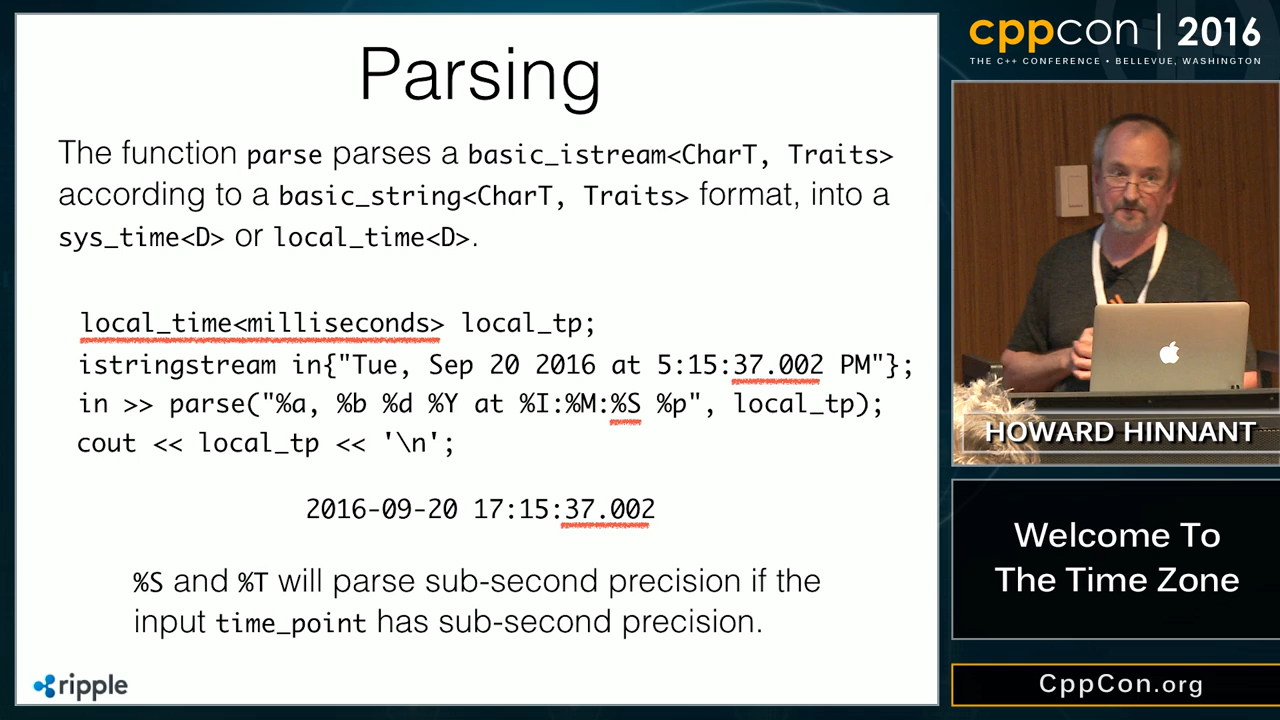 Parsing
The function parse parses a basic_istream<CharT, Traits>
according to a basic_string<CharT, Traits> format, into a
sys_time<D> or local_time<D>.
local_time<milliseconds> local_tp;
istringstream in{"Tue, Sep 20 2016 at 5:15:37.002 PM"};
in >> parse("%a, %b %d %Y at %I:%M:%S %p", local_tp);
cout << local_tp << '\n';
2016-09-20 17:15:37.002
%S and %T will parse sub-second precision if the
input time_point has sub-second precision.
ripple
cppcon | 2016
THE C++ CONFERENCE • BELLEVUE, WASHINGTON
HOWARD HINNANT
Welcome To
The Time Zone
CppCon.org